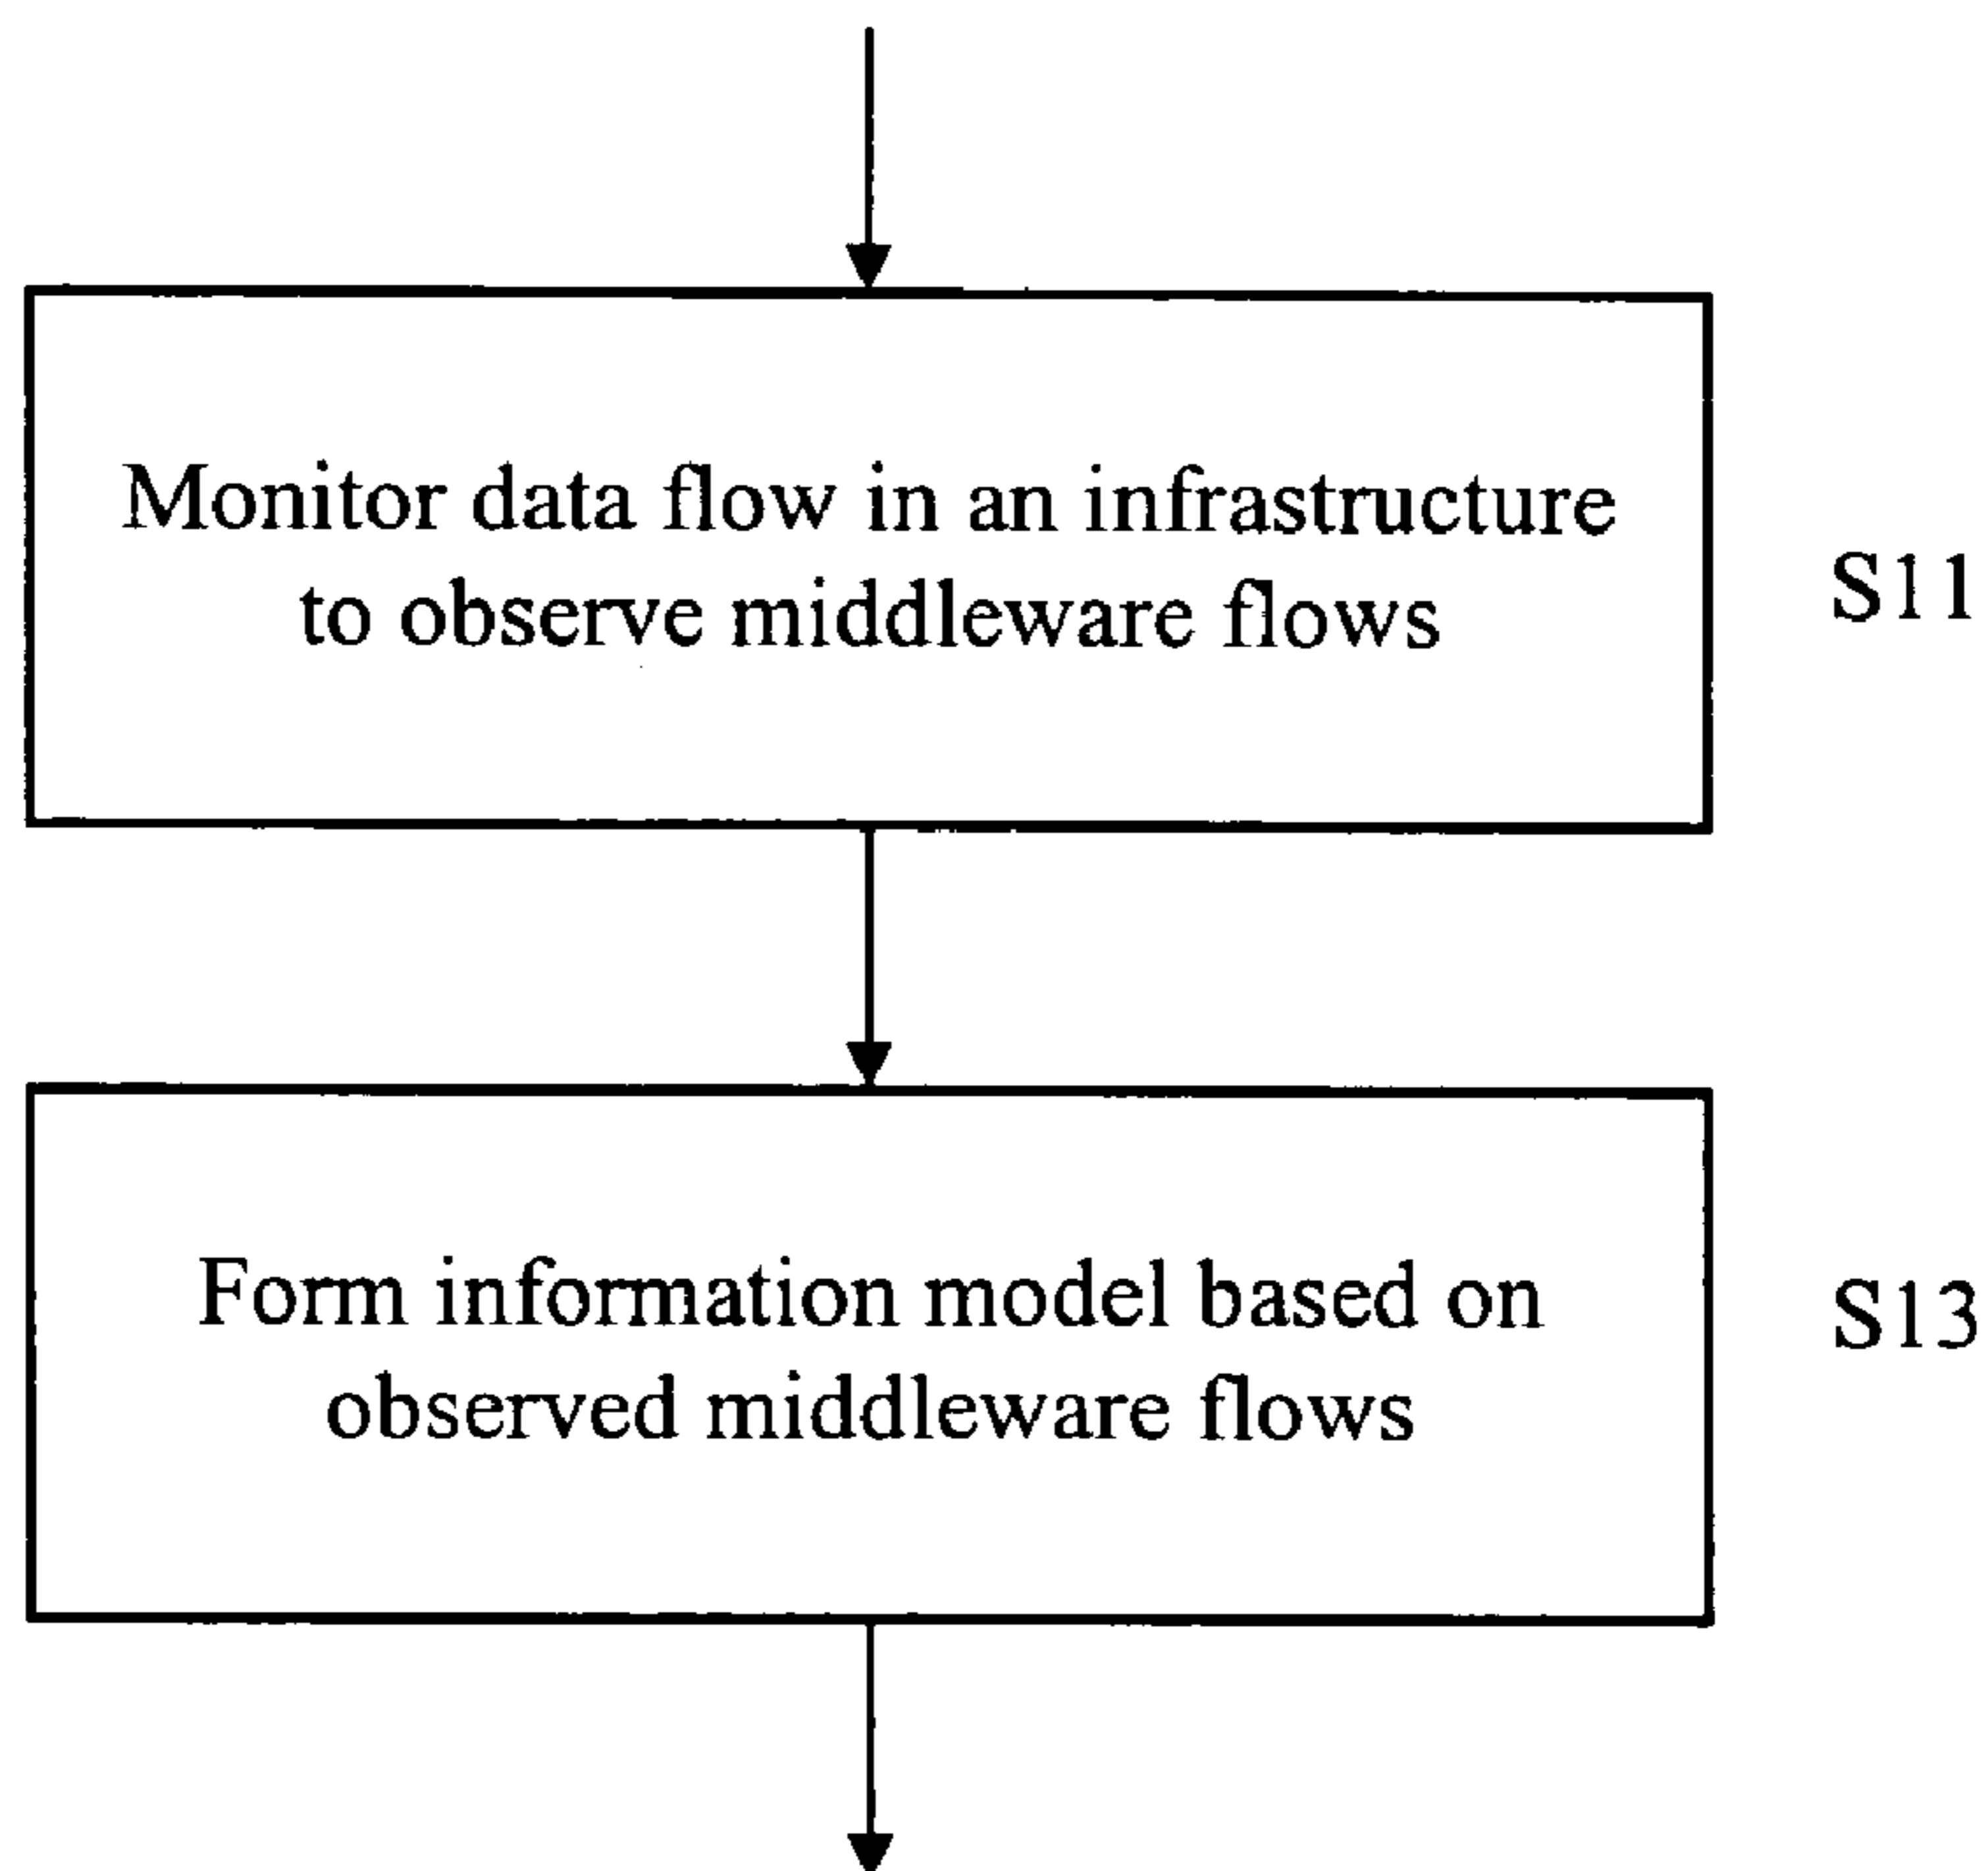 Monitor data flow in an infrastructure
to observe middleware flows
S11
Form information model based on
observed middleware flows
S13